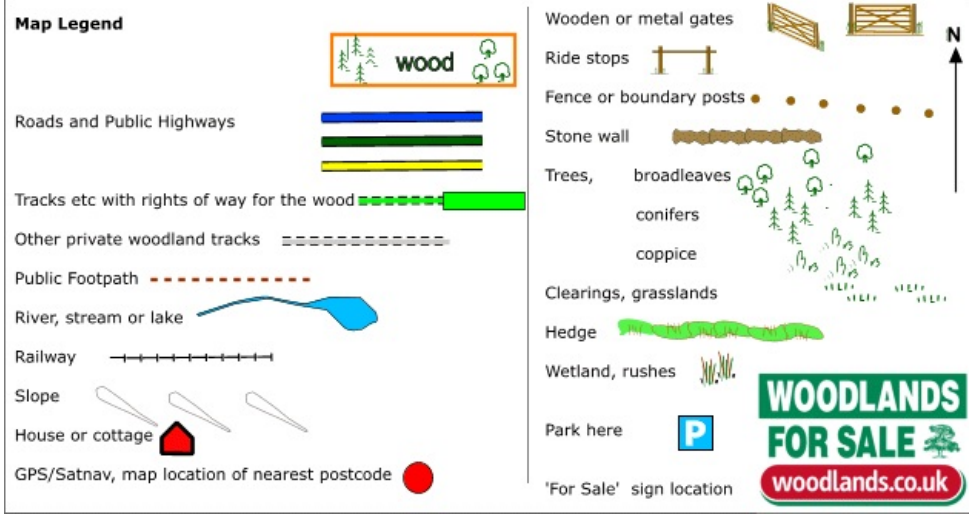 Map Legend
wood
Roads and Public Highways
Tracks etc with rights of way for the wood
Other private woodland tracks
Public Footpath
River, stream or lake
Railway
Slope
House or cottage
GPS/Satnav, map location of nearest postcode
Wooden or metal gates
N
Ride stops
Fence or boundary posts
Stone wall
Trees, broadleaves
conifers
coppice
Clearings, grasslands
Hedge
Wetland, rushes
Park here P
'For Sale' sign location
WOODLANDS
FOR SALE
woodlands.co.uk